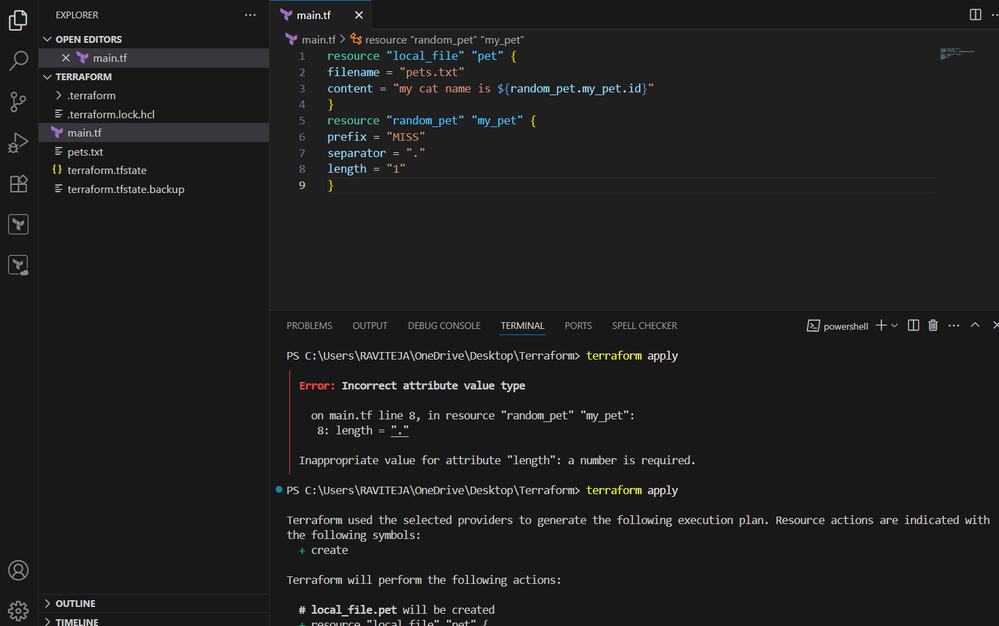 EXPLORER
OPEN EDITORS
main.tf
TERRAFORM
.terraform
.terraform.lock.hcl
main.tf
pets.txt
terraform.tfstate
terraform.tfstate.backup
OUTLINE
TIMELINE
main.tf
main.tf > resource "random_pet" "my_pet"
1 resource "local_file" "pet" {
2 filename = "pets.txt"
3 content = "my cat name is ${random_pet.my_pet.id}"
4 }
5 resource "random_pet" "my_pet" {
6 prefix = "MISS"
7 separator = "."
8 length = "1"
9 }
PROBLEMS OUTPUT DEBUG CONSOLE TERMINAL PORTS SPELL CHECKER powershell
PS C:\Users\RAVITEJA\OneDrive\Desktop\Terraform> terraform apply
Error: Incorrect attribute value type
on main.tf line 8, in resource "random_pet" "my_pet":
8: length = "."
Inappropriate value for attribute "length": a number is required.
PS C:\Users\RAVITEJA\OneDrive\Desktop\Terraform> terraform apply
Terraform used the selected providers to generate the following execution plan. Resource actions are indicated with
the following symbols:
+ create
Terraform will perform the following actions:
# local_file.pet will be created
+ resource "local_file" "pet" {